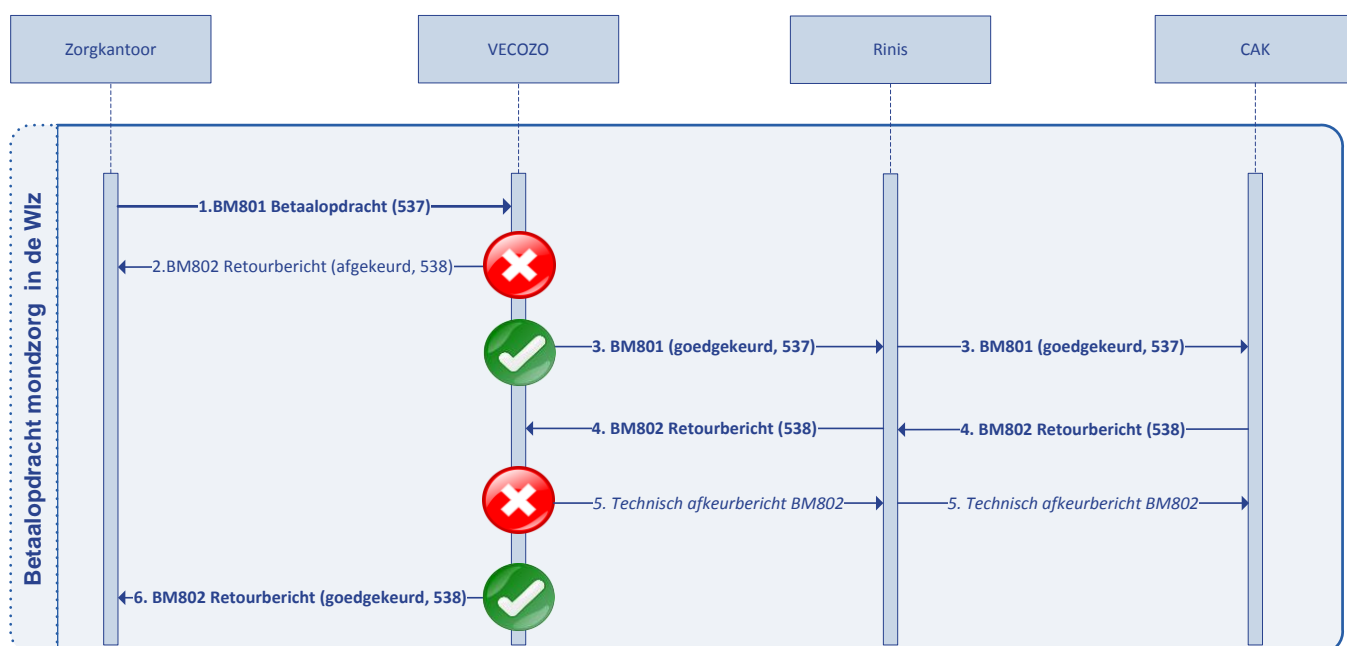 Zorgkantoor
VECOZO
Rinis
CAK
Betaalopdracht mondzorg in de Wlz
1.BM801 Betaalopdracht (537)
2.BM802 Retourbericht (afgekeurd, 538)
3. BM801 (goedgekeurd, 537)
3. BM801 (goedgekeurd, 537)
4. BM802 Retourbericht (538)
4. BM802 Retourbericht (538)
5. Technisch afkeurbericht BM802
5. Technisch afkeurbericht BM802
6. BM802 Retourbericht (goedgekeurd, 538)